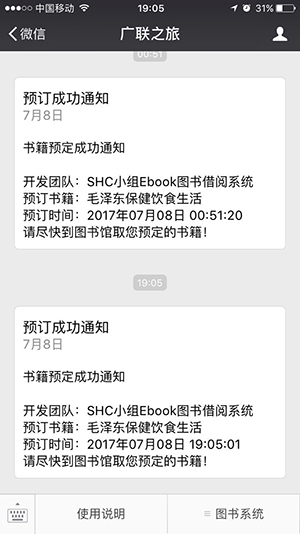 中国移动 19:05 31%
微信 广联之旅
00:51
预订成功通知
7月8日
书籍预定成功通知
开发团队：SHC小组Ebook图书借阅系统
预订书籍：毛泽东保健饮食生活
预订时间：2017年07月08日 00:51:20
请尽快到图书馆取您预定的书籍！
19:05
预订成功通知
7月8日
书籍预定成功通知
开发团队：SHC小组Ebook图书借阅系统
预订书籍：毛泽东保健饮食生活
预订时间：2017年07月08日 19:05:01
请尽快到图书馆取您预定的书籍！
使用说明 图书系统